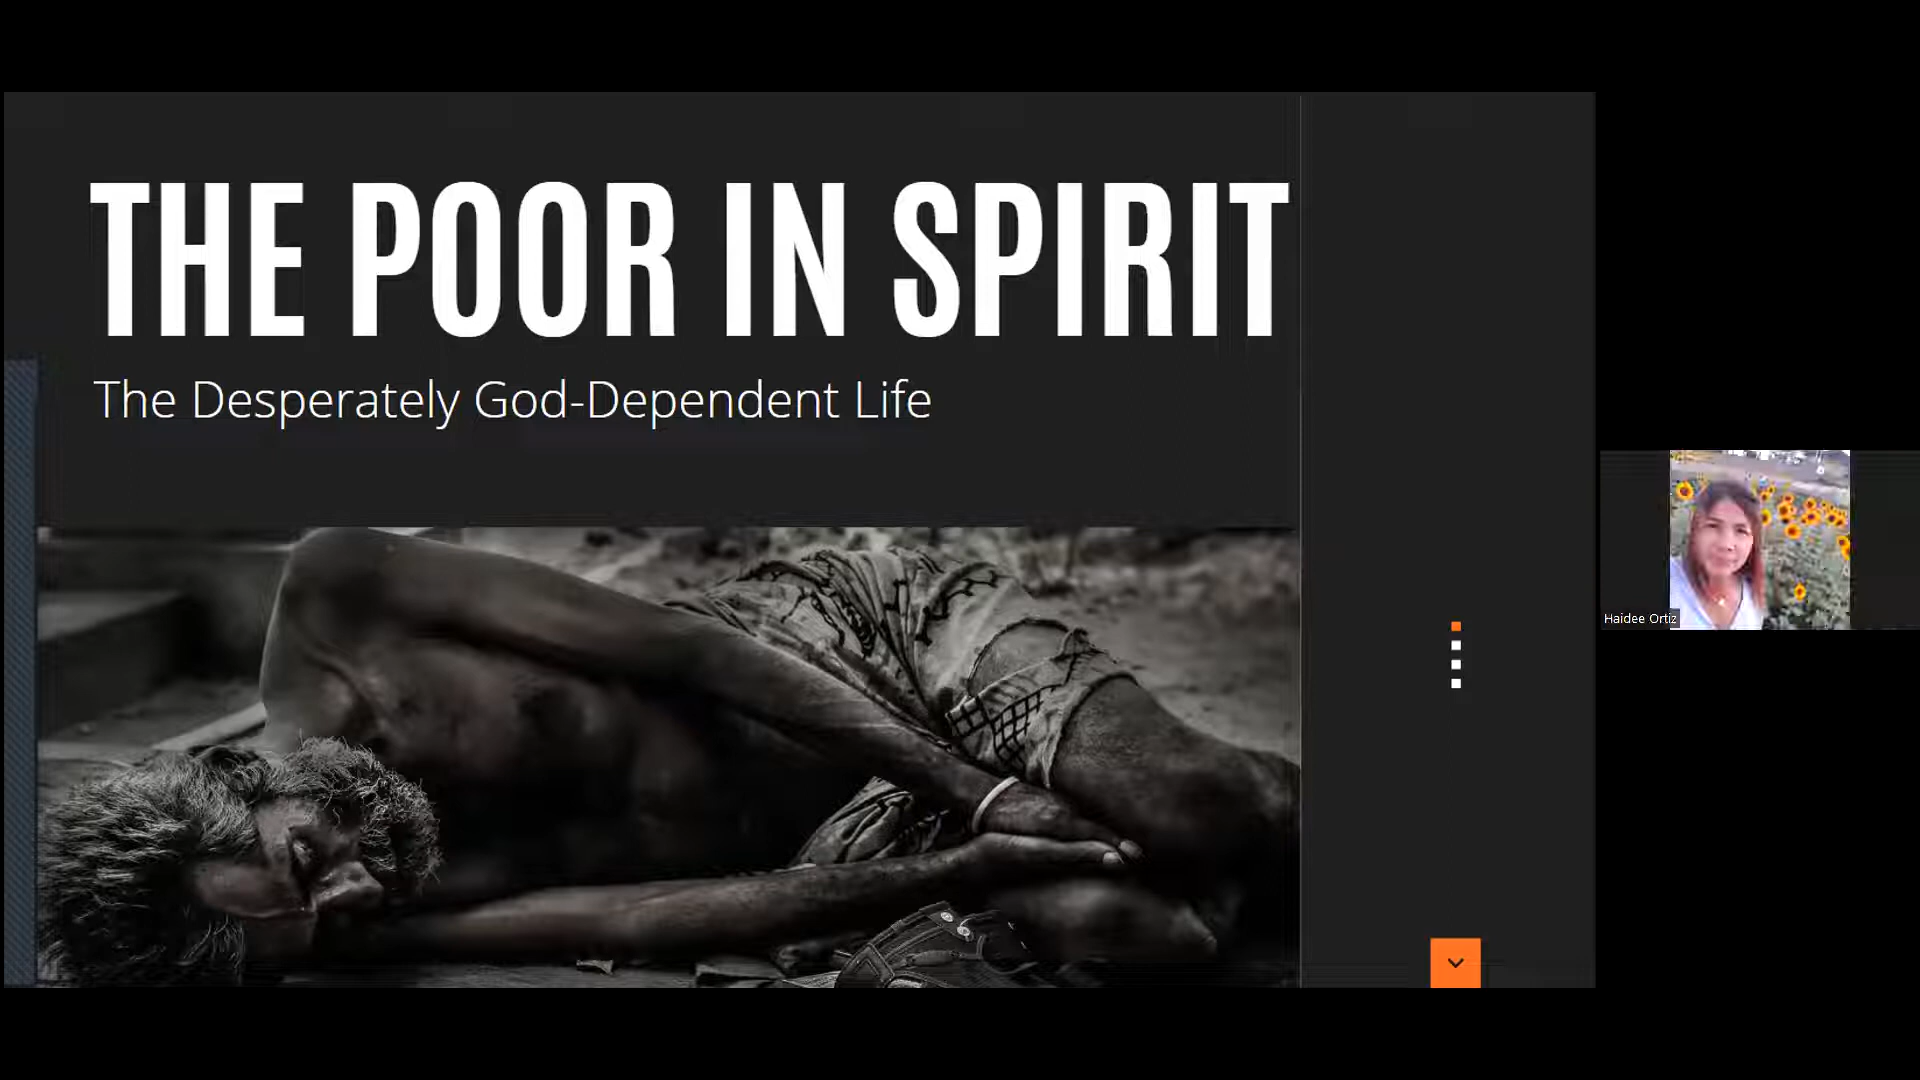 THE POOR IN SPIRIT
The Desperately God-Dependent Life
Haidee Ortiz